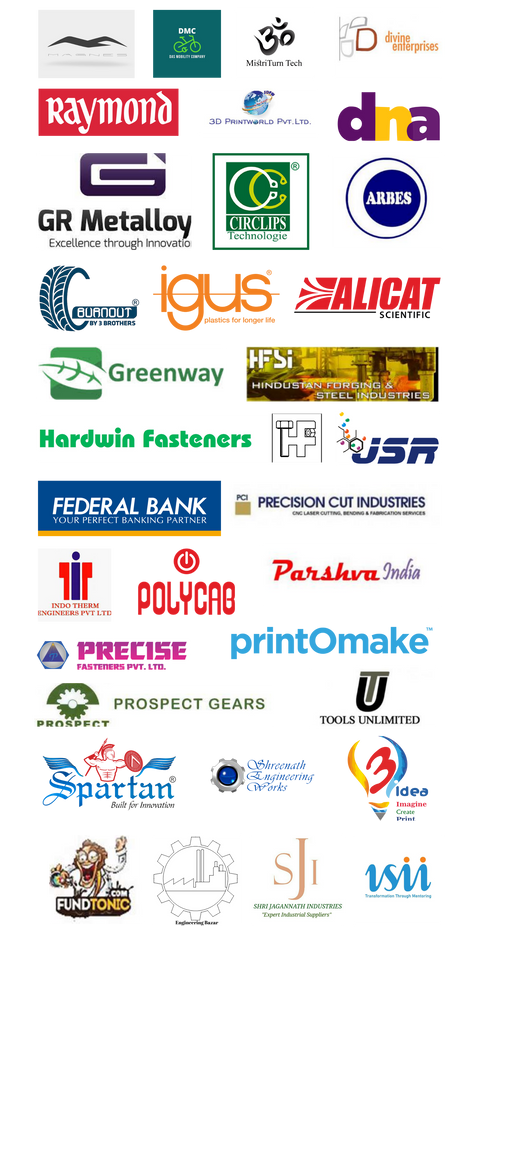 DMC
GAS MOBILITY COMPANY
ॐ
MistriTurn Tech
D divine
enterprises
Raymond
3D PRINTWORLD PVT.LTD.
dna
GR Metalloy
Excellence through Innovatio
®
CIRCLIPS
Technologie
ARBES
BURNOUT®
BY 3 BROTHERS
igus®
plastics for longer life
ALICAT
SCIENTIFIC
Greenway
HFSi
HINDUSTAN FORGING &
STEEL INDUSTRIES
Hardwin Fasteners
HF
USR
FEDERAL BANK
YOUR PERFECT BANKING PARTNER
PCI
PRECISION CUT INDUSTRIES
CNC LASER CUTTING, BENDING & FABRICATION SERVICES
INDO THERM
ENGINEERS PVT LTD
POLYCAB
Parshva India
PRECISE
FASTENERS PVT. LTD.
printOmake™
PROSPECT
PROSPECT GEARS
TOOLS UNLIMITED
Spartan®
Built for Innovation
Shreenath
Engineering
Works
3
idea
Imagine
Create
Print
.COM
FUNDTONIC
Engineering Bazar
SJI
SHRI JAGANNATH INDUSTRIES
"Expert Industrial Suppliers"
Transformation Through Mentoring